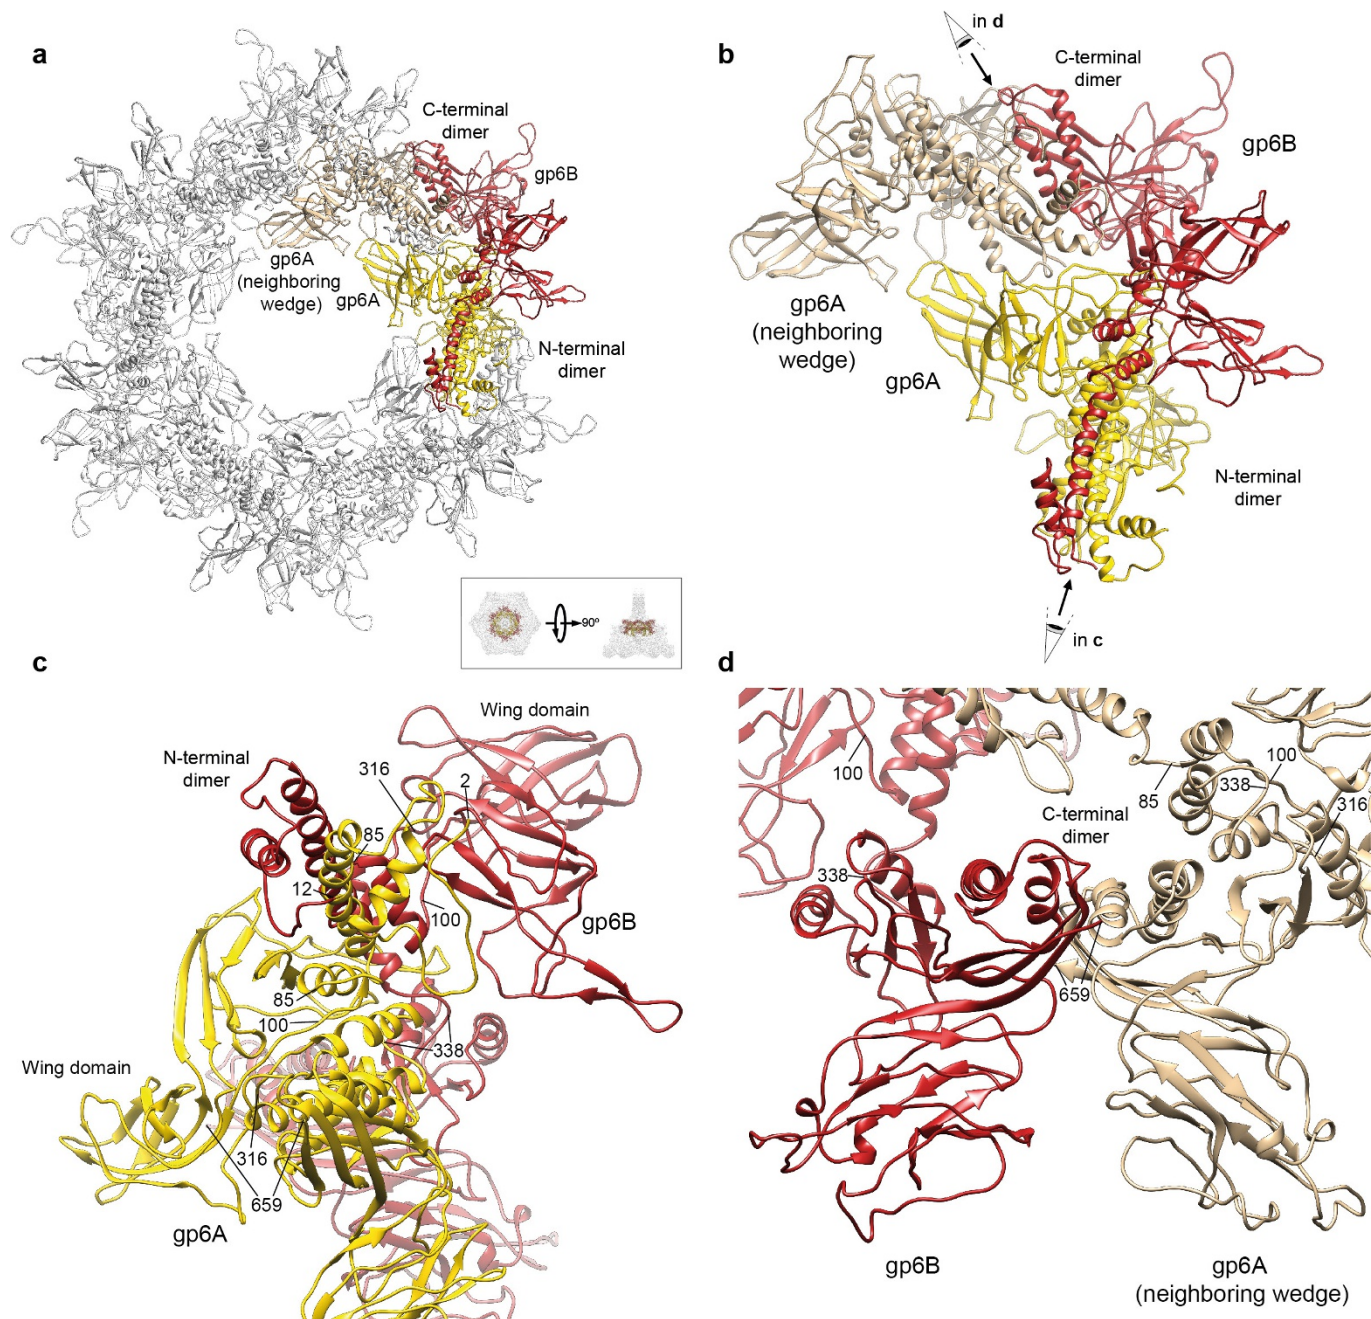 a
C-terminal
dimer
gp6B
gp6A
(neighboring
wedge)
gp6A
N-terminal
dimer
90º
b
in d
C-terminal
dimer
gp6B
gp6A
(neighboring
wedge)
gp6A
N-terminal
dimer
in c
c
Wing domain
N-terminal
dimer
316
2
85
12
100
gp6B
85
100
338
Wing domain
316
659
gp6A
d
100
100
338
85
316
C-terminal
dimer
338
659
gp6B
gp6A
(neighboring wedge)